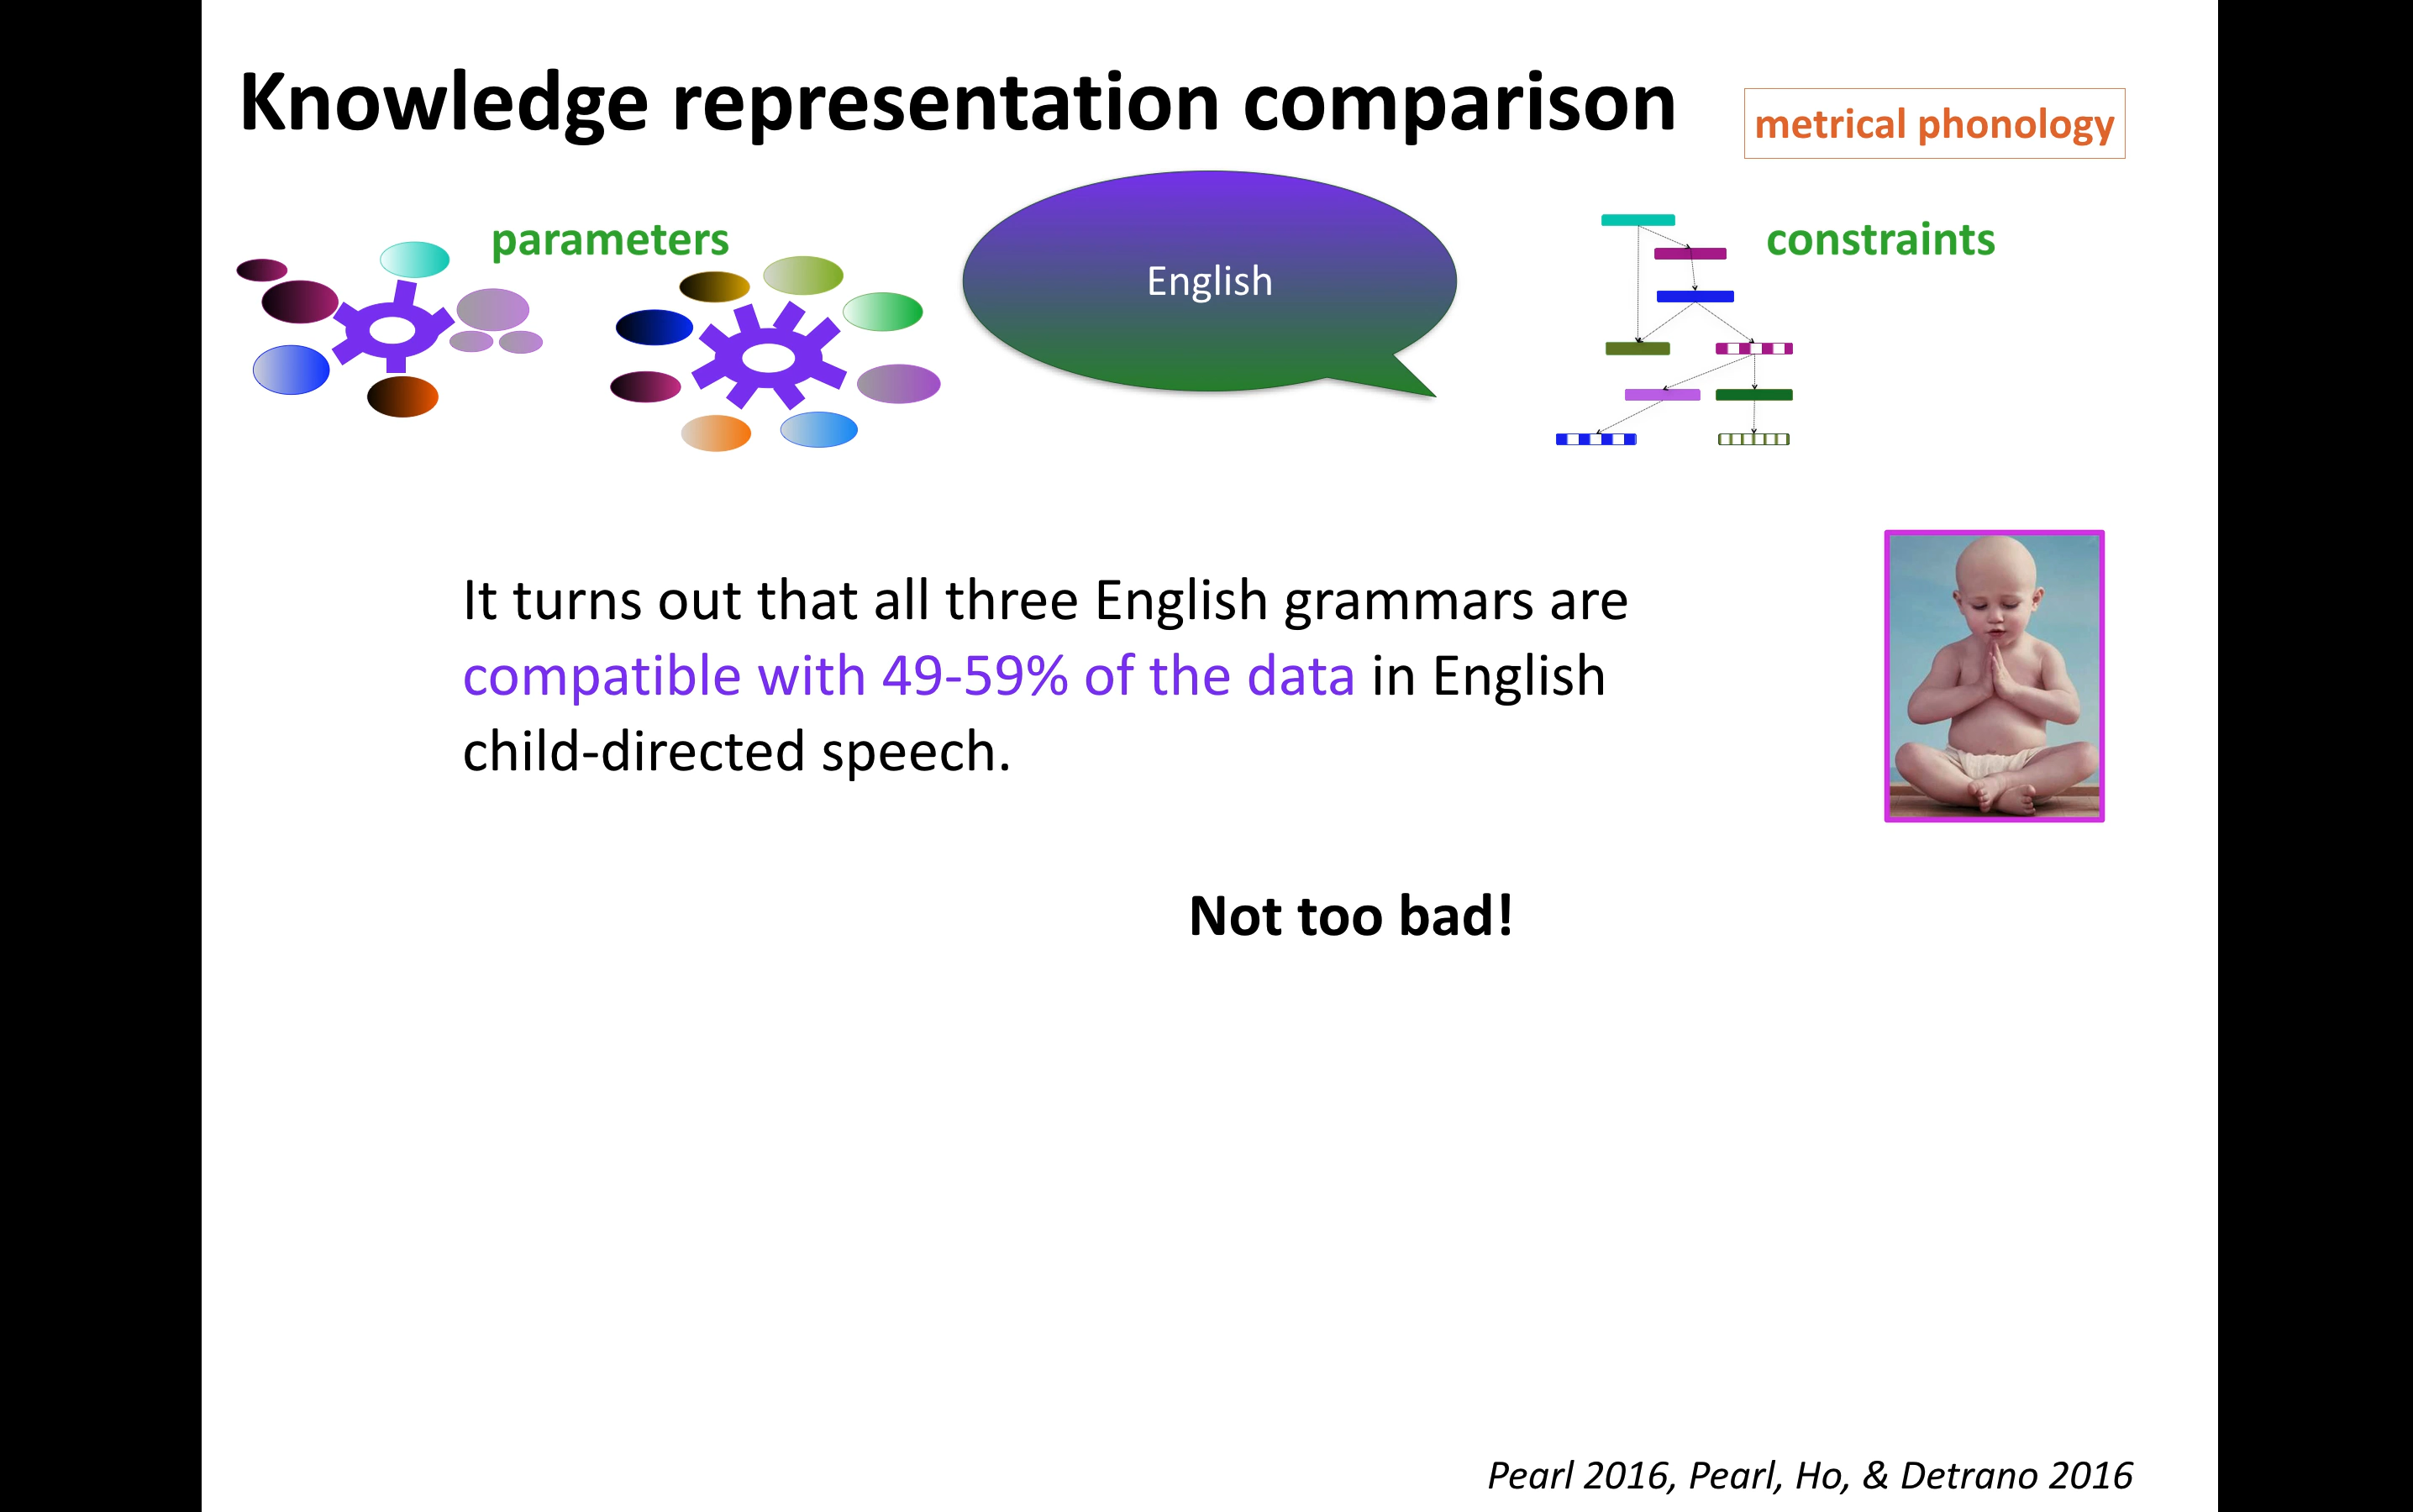 Knowledge representation comparison
metrical phonology
parameters
English
constraints
It turns out that all three English grammars are
compatible with 49-59% of the data in English
child-directed speech.
Not too bad!
Pearl 2016, Pearl, Ho, & Detrano 2016